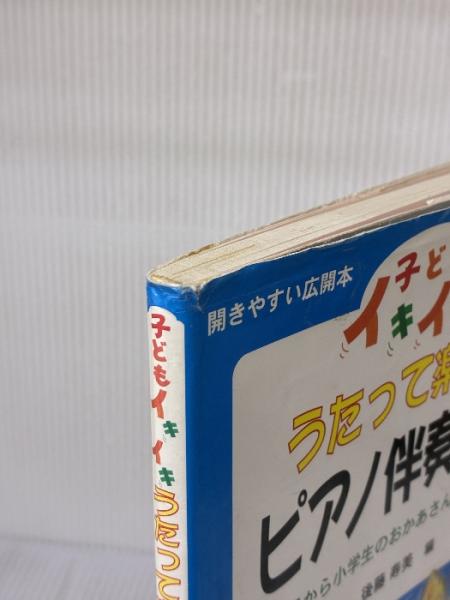 子どもイキイキうたって
開きやすい広開本
子ど
イキイ
うたって楽
ピアノ伴奏
から小学生のおかあさん
後藤 寿美 編